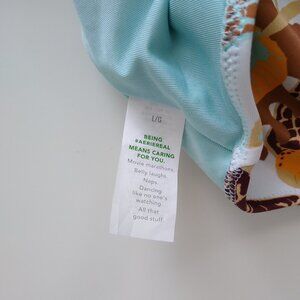 L/G
BEING
#AERIEREAL
MEANS CARING
FOR YOU.
Movie marathons.
Belly laughs.
Naps.
Dancing
like no one's
watching.
All that
good stuff.